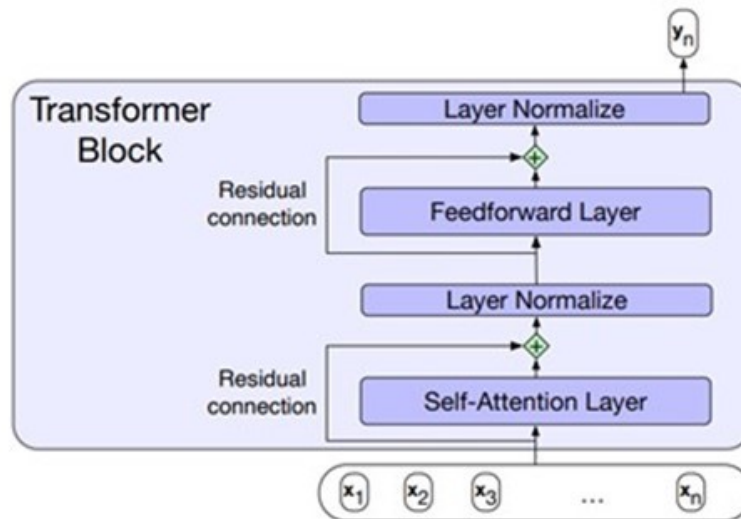 yn
Transformer
Block
Layer Normalize
+
Residual
connection
Feedforward Layer
Layer Normalize
+
Residual
connection
Self-Attention Layer
x1 x2 x3 ... xn